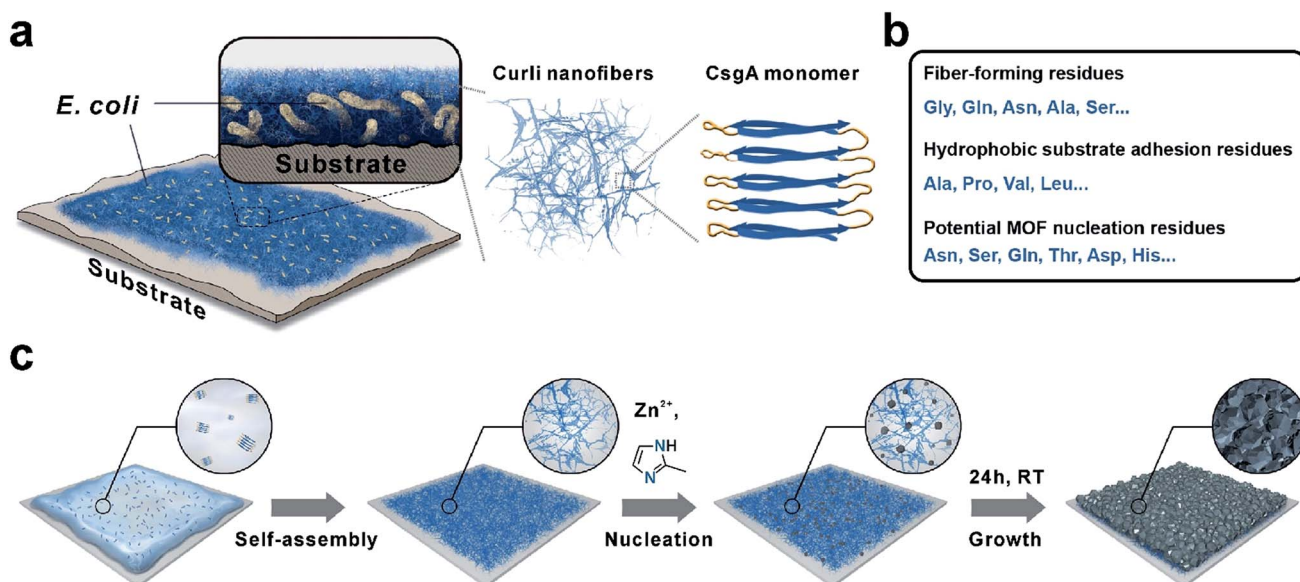 a
E. coli
Substrate
Substrate
Curli nanofibers
CsgA monomer
b
Fiber-forming residues
Gly, Gln, Asn, Ala, Ser...
Hydrophobic substrate adhesion residues
Ala, Pro, Val, Leu...
Potential MOF nucleation residues
Asn, Ser, Gln, Thr, Asp, His...
c
Self-assembly
Zn²⁺,
NH
N
Nucleation
24h, RT
Growth